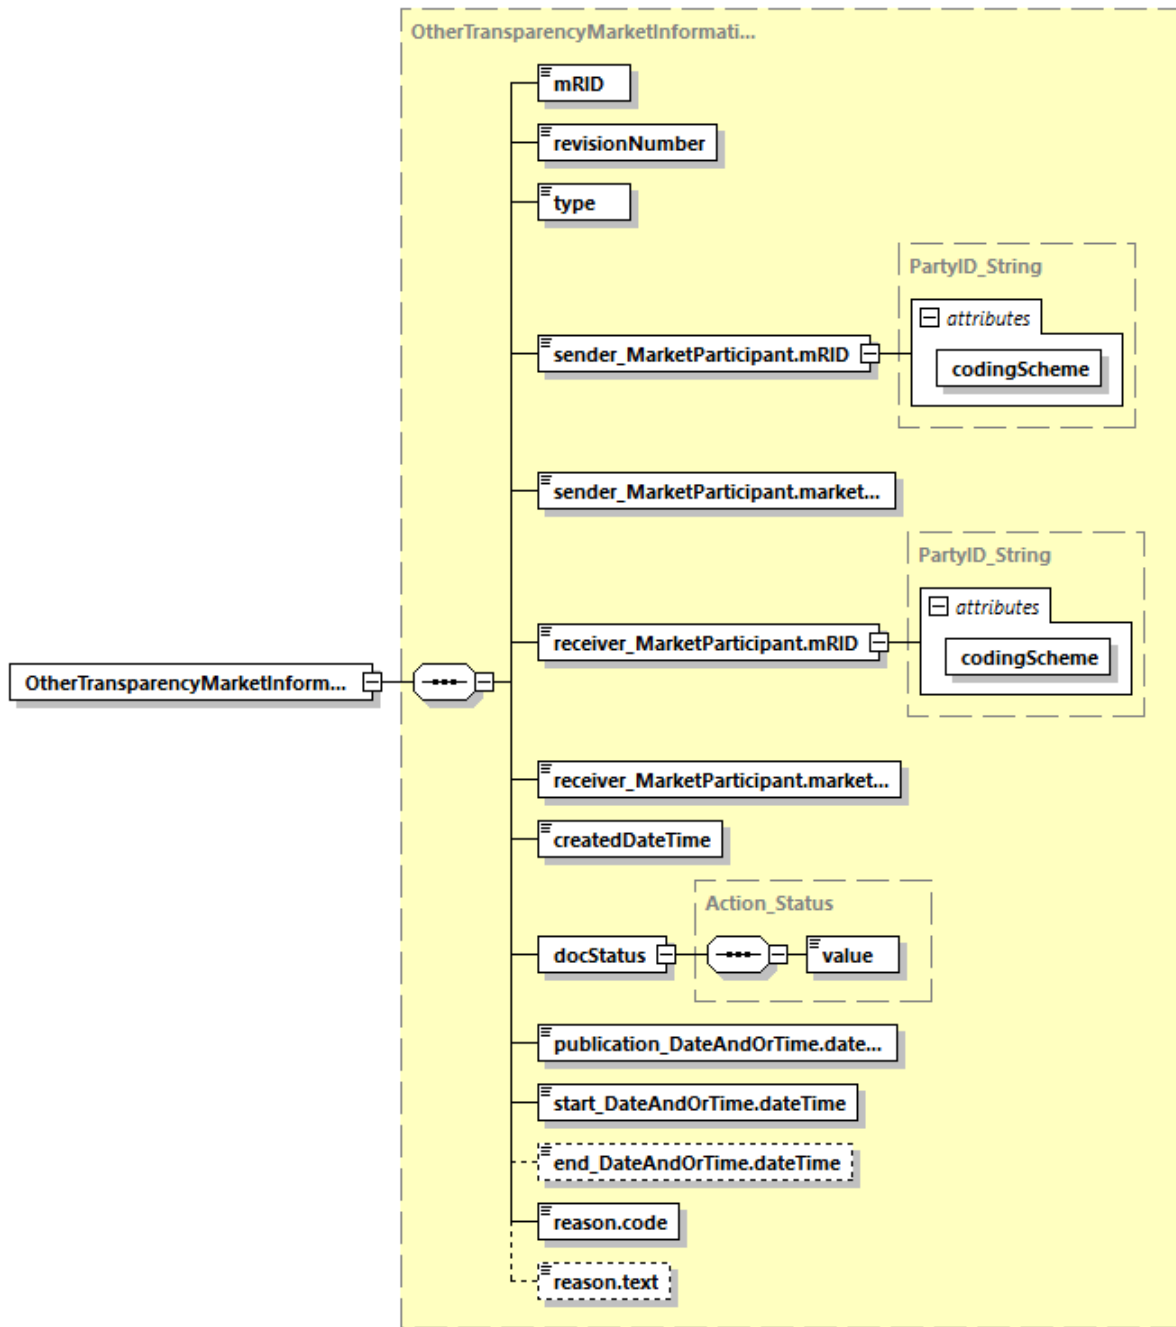 OtherTransparencyMarketInformati...
mRID
revisionNumber
type
PartyID_String
attributes
sender_MarketParticipant.mRID
codingScheme
sender_MarketParticipant.market...
PartyID_String
attributes
receiver_MarketParticipant.mRID
codingScheme
OtherTransparencyMarketInform...
receiver_MarketParticipant.market...
createdDateTime
Action_Status
docStatus
value
publication_DateAndOrTime.date...
start_DateAndOrTime.dateTime
end_DateAndOrTime.dateTime
reason.code
reason.text